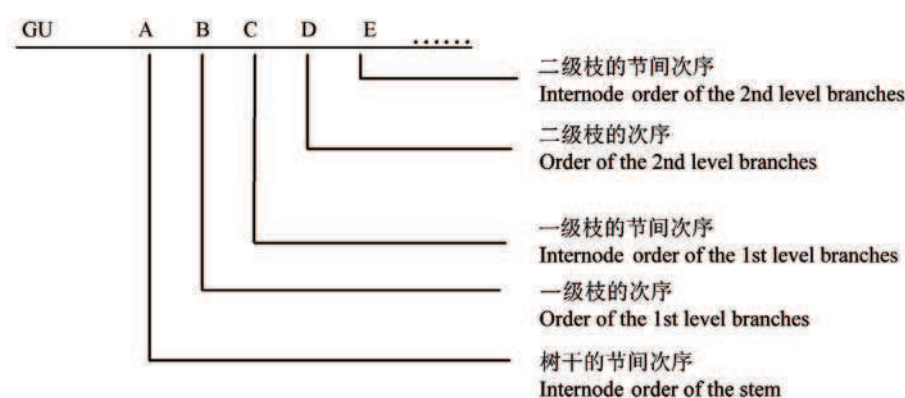 GU A B C D E ......
二级枝的节间次序
Internode order of the 2nd level branches
二级枝的次序
Order of the 2nd level branches
一级枝的节间次序
Internode order of the 1st level branches
一级枝的次序
Order of the 1st level branches
树干的节间次序
Internode order of the stem